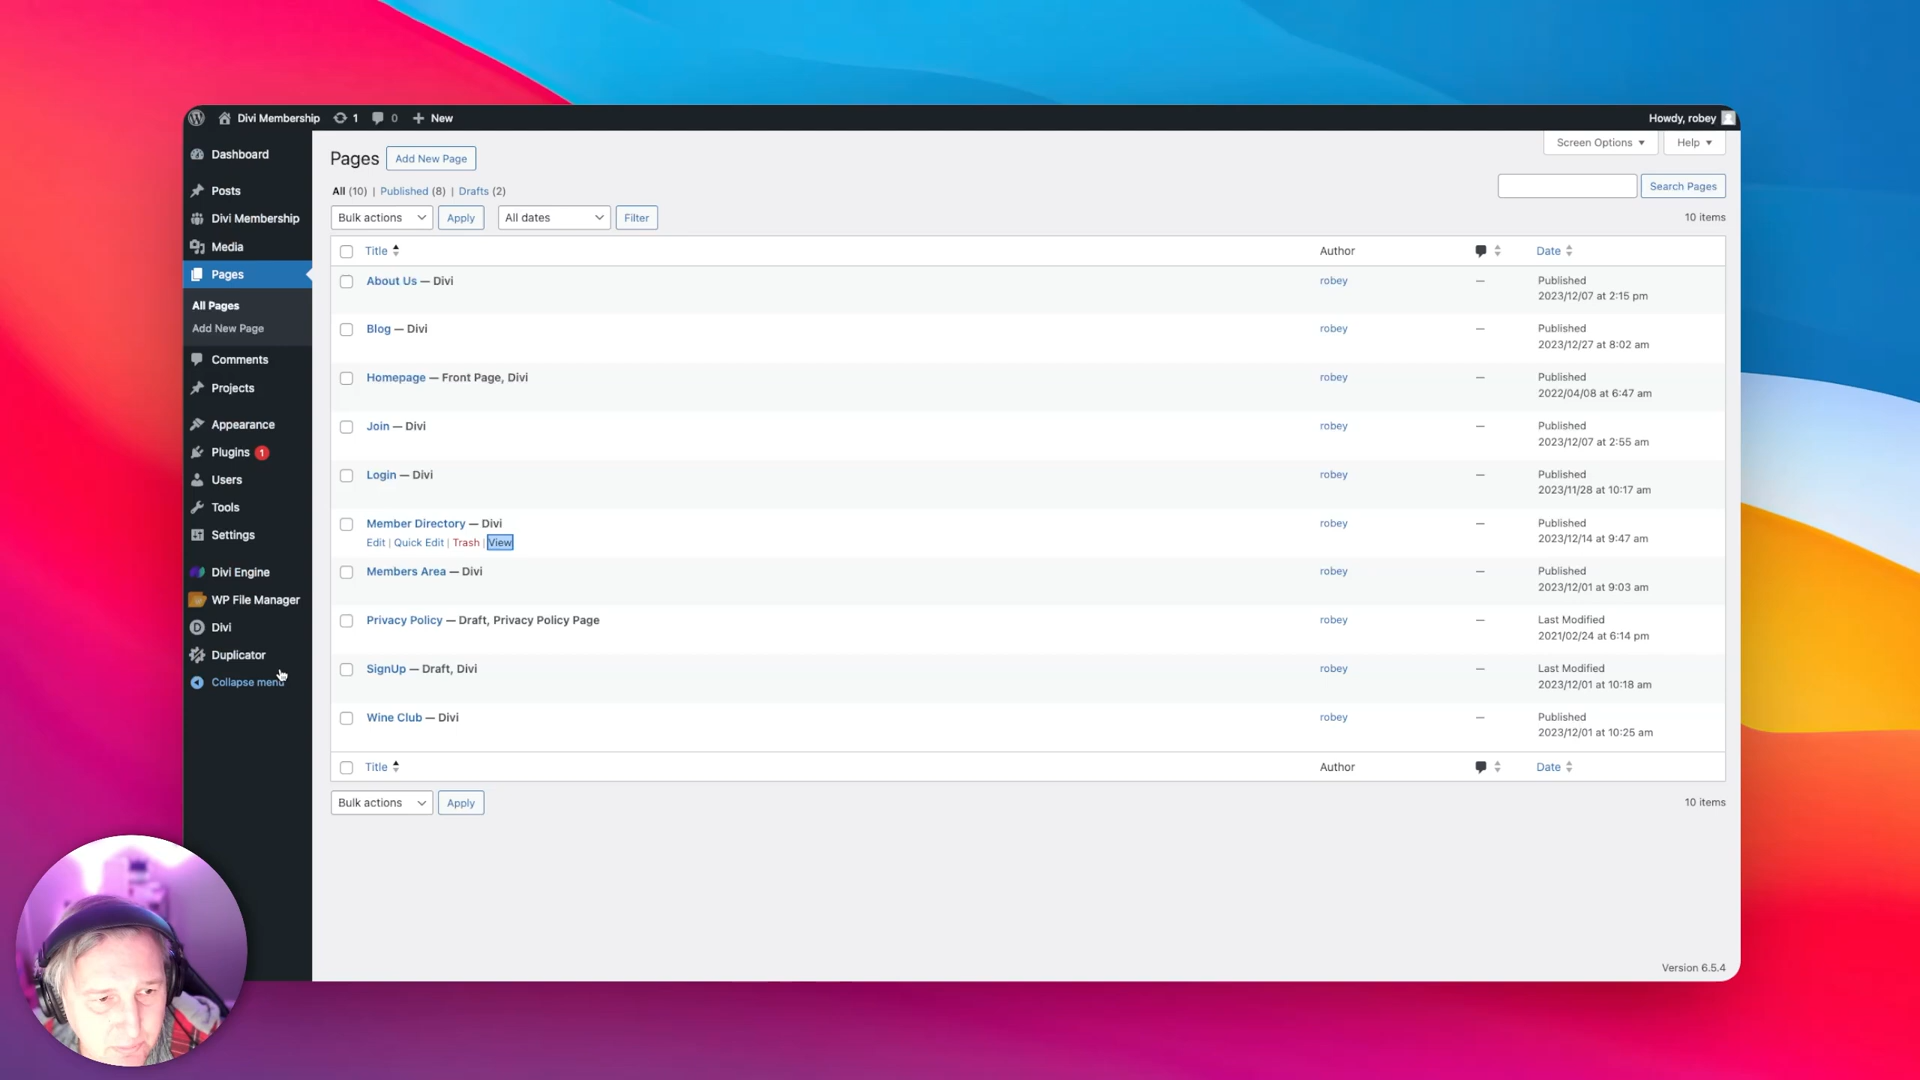 Divi Membership 1 0 New Howdy, robey
Dashboard
Posts
Divi Membership
Media
Pages
All Pages
Add New Page
Comments
Projects
Appearance
Plugins 1
Users
Tools
Settings
Divi Engine
WP File Manager
Divi
Duplicator
Collapse menu
Screen Options Help
Pages Add New Page
All (10) | Published (8) | Drafts (2)
Search Pages
Bulk actions Apply All dates Filter 10 items
Title Author Date
About Us — Divi robey — Published
2023/12/07 at 2:15 pm
Blog — Divi robey — Published
2023/12/27 at 8:02 am
Homepage — Front Page, Divi robey — Published
2022/04/08 at 6:47 am
Join — Divi robey — Published
2023/12/07 at 2:55 am
Login — Divi robey — Published
2023/11/28 at 10:17 am
Member Directory — Divi robey — Published
Edit | Quick Edit | Trash | View 2023/12/14 at 9:47 am
Members Area — Divi robey — Published
2023/12/01 at 9:03 am
Privacy Policy — Draft, Privacy Policy Page robey — Last Modified
2021/02/24 at 6:14 pm
SignUp — Draft, Divi robey — Last Modified
2023/12/01 at 10:18 am
Wine Club — Divi robey — Published
2023/12/01 at 10:25 am
Title Author Date
Bulk actions Apply 10 items
Version 6.5.4